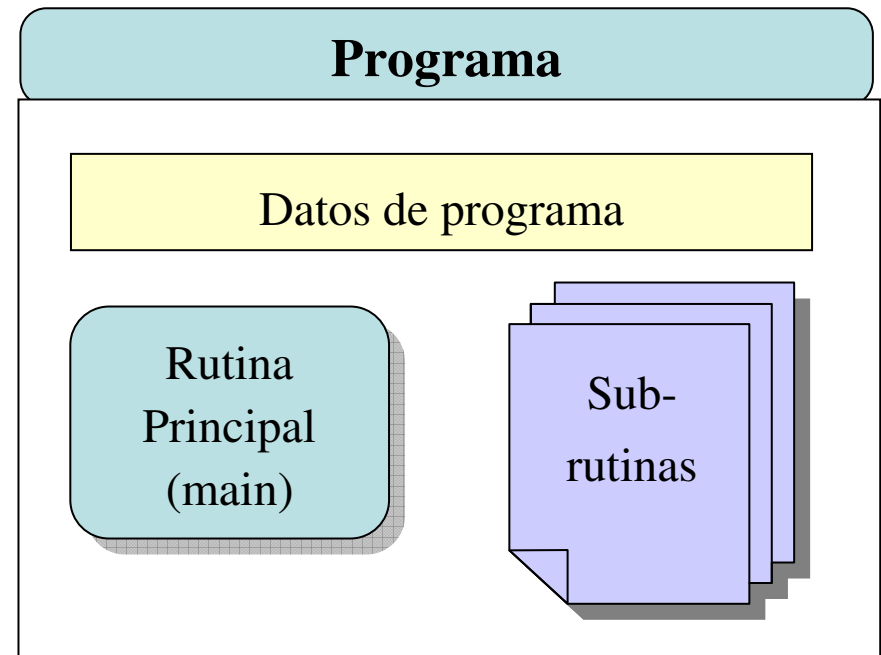 Programa
Datos de programa
Rutina
Principal
(main)
Sub-
rutinas